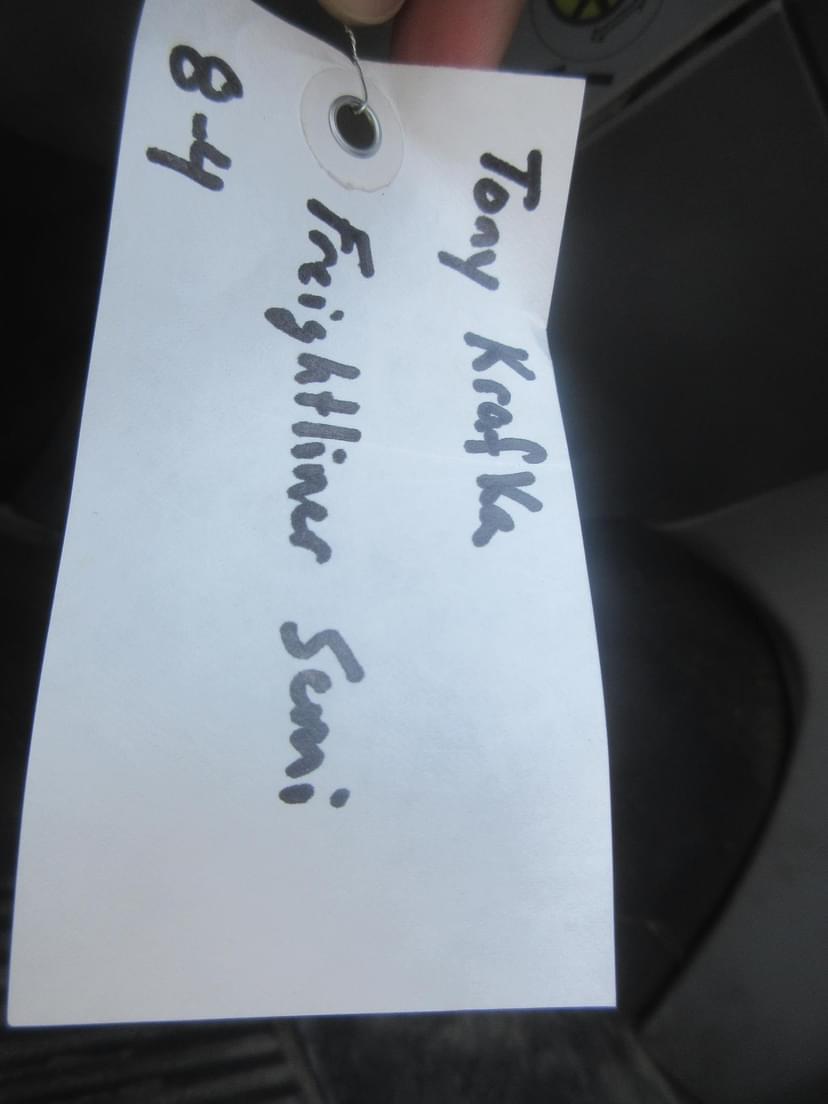 Tony Krafka
Freightliner Semi
8-4